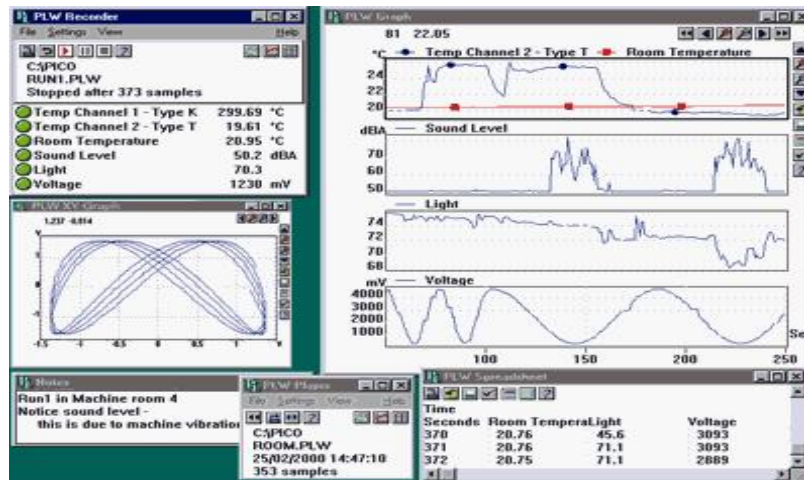 PLW Recorder
File Settings View Help
C:\PICO
RUN1.PLW
Stopped after 373 samples
Temp Channel 1 - Type K 299.69 °C
Temp Channel 2 - Type T 19.61 °C
Room Temperature 20.95 °C
Sound Level 50.2 dBA
Light 70.3
Voltage 1230 mV
PLW XY Graph
1.237 -0.814
V
1
0
-1
-1.5 -1 -0.5 0 0.5 1 V
Notes
Run1 in Machine room 4
Notice sound level -
this is due to machine vibration
PLW Player
File Settings View Help
C:\PICO
ROOM.PLW
25/02/2000 14:47:10
353 samples
PLW Graph
81 22.05
°C Temp Channel 2 - Type T Room Temperature
24
22
20
dBA Sound Level
70
60
50
Light
74
72
70
68
mV Voltage
4000
3000
2000
1000
Se
100 150 200 250
PLW Spreadsheet
Time
Seconds Room TemperaLight Voltage
370 20.76 45.6 3093
371 20.76 71.1 3093
372 20.75 71.1 2889